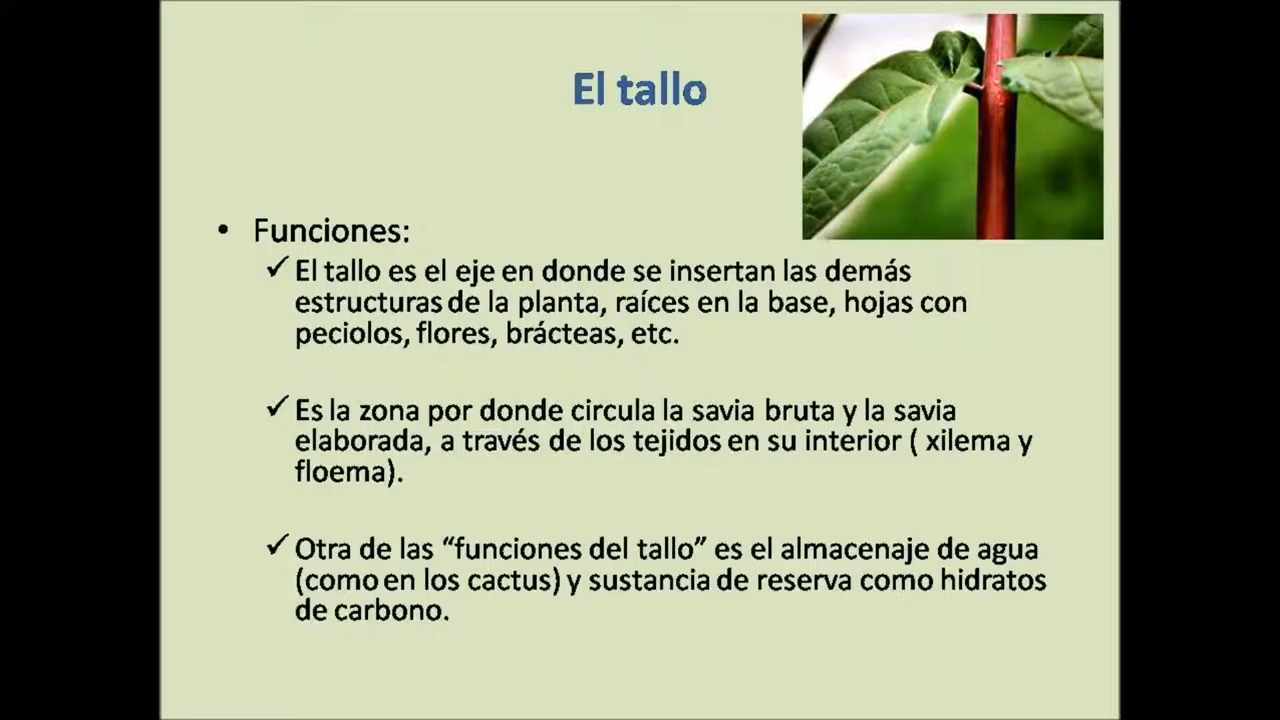 El tallo
• Funciones:
✓ El tallo es el eje en donde se insertan las demás
estructuras de la planta, raíces en la base, hojas con
peciolos, flores, brácteas, etc.
✓ Es la zona por donde circula la savia bruta y la savia
elaborada, a través de los tejidos en su interior ( xilema y
floema).
✓ Otra de las “funciones del tallo” es el almacenaje de agua
(como en los cactus) y sustancia de reserva como hidratos
de carbono.